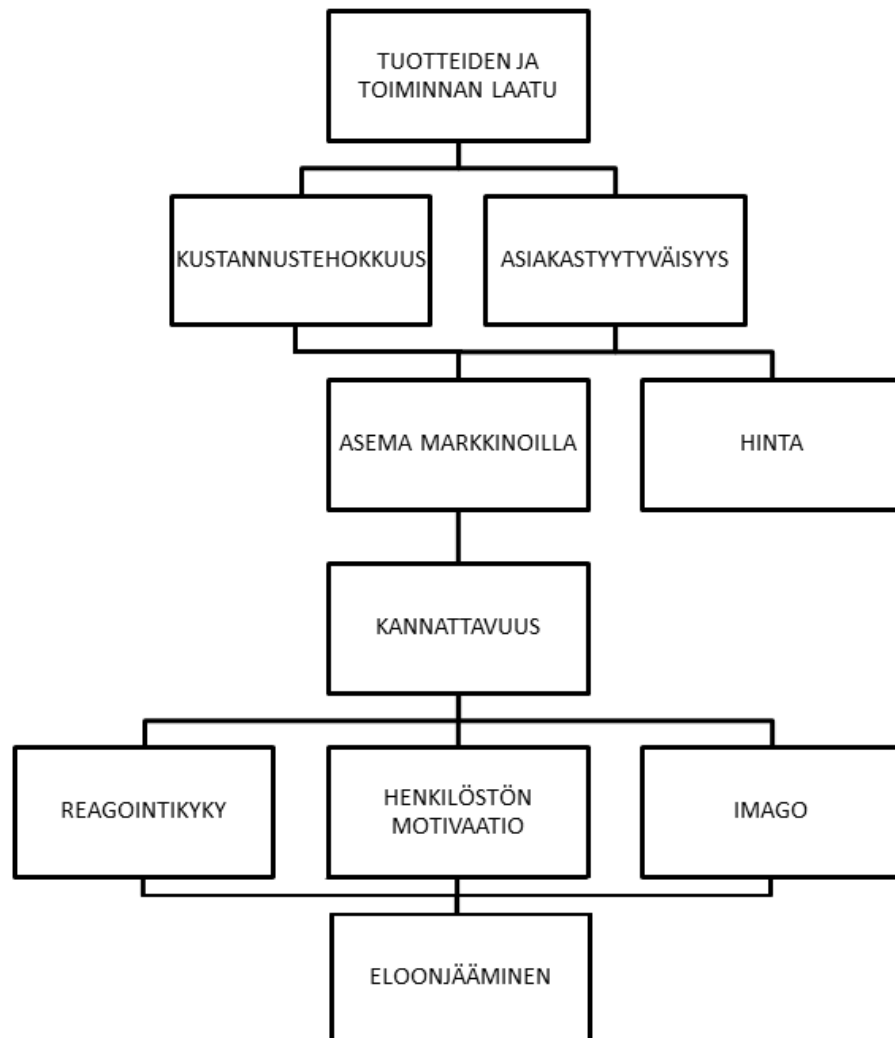 TUOTTEIDEN JA
TOIMINNAN LAATU
KUSTANNUSTEHOKKUUS
ASIAKASTYYTYVÄISYYS
ASEMA MARKKINOILLA
HINTA
KANNATTAVUUS
REAGOINTIKYKY
HENKILÖSTÖN
MOTIVAATIO
IMAGO
ELOONJÄÄMINEN